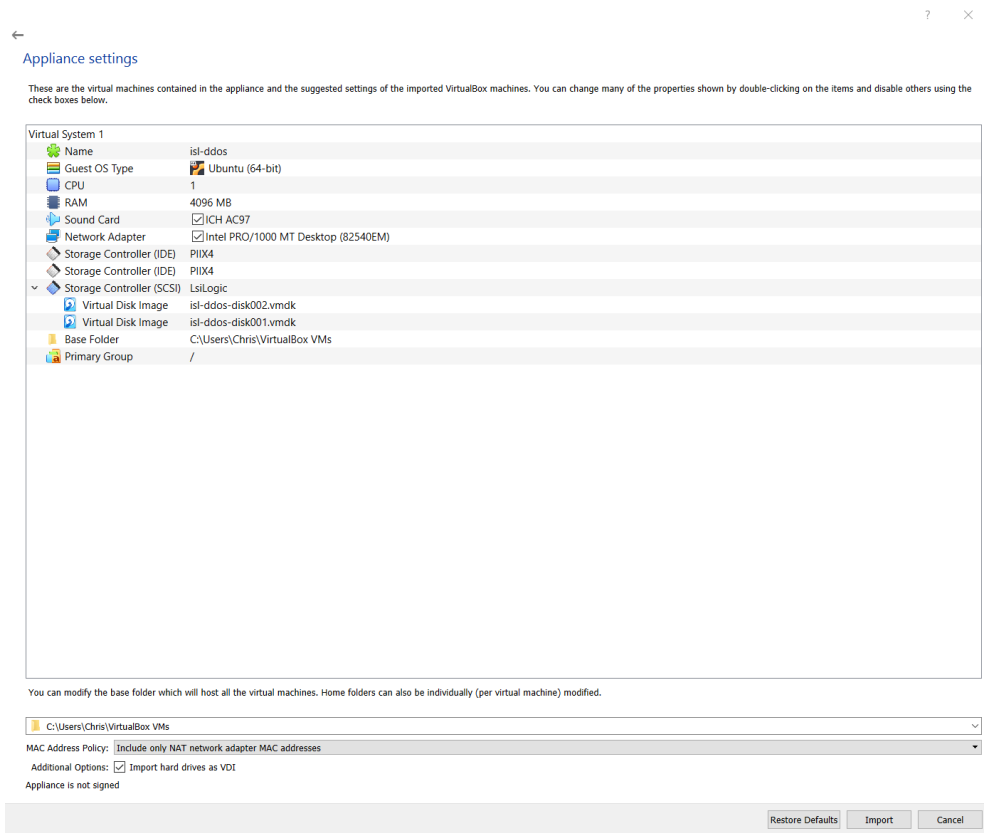 ?
Appliance settings
These are the virtual machines contained in the appliance and the suggested settings of the imported VirtualBox machines. You can change many of the properties shown by double-clicking on the items and disable others using the
check boxes below.
Virtual System 1
Name isl-ddos
Guest OS Type Ubuntu (64-bit)
CPU 1
RAM 4096 MB
Sound Card ICH AC97
Network Adapter Intel PRO/1000 MT Desktop (82540EM)
Storage Controller (IDE) PIIX4
Storage Controller (IDE) PIIX4
Storage Controller (SCSI) LsiLogic
Virtual Disk Image isl-ddos-disk002.vmdk
Virtual Disk Image isl-ddos-disk001.vmdk
Base Folder C:\Users\Chris\VirtualBox VMs
Primary Group /
You can modify the base folder which will host all the virtual machines. Home folders can also be individually (per virtual machine) modified.
C:\Users\Chris\VirtualBox VMs
MAC Address Policy: Include only NAT network adapter MAC addresses
Additional Options: Import hard drives as VDI
Appliance is not signed
Restore Defaults Import Cancel